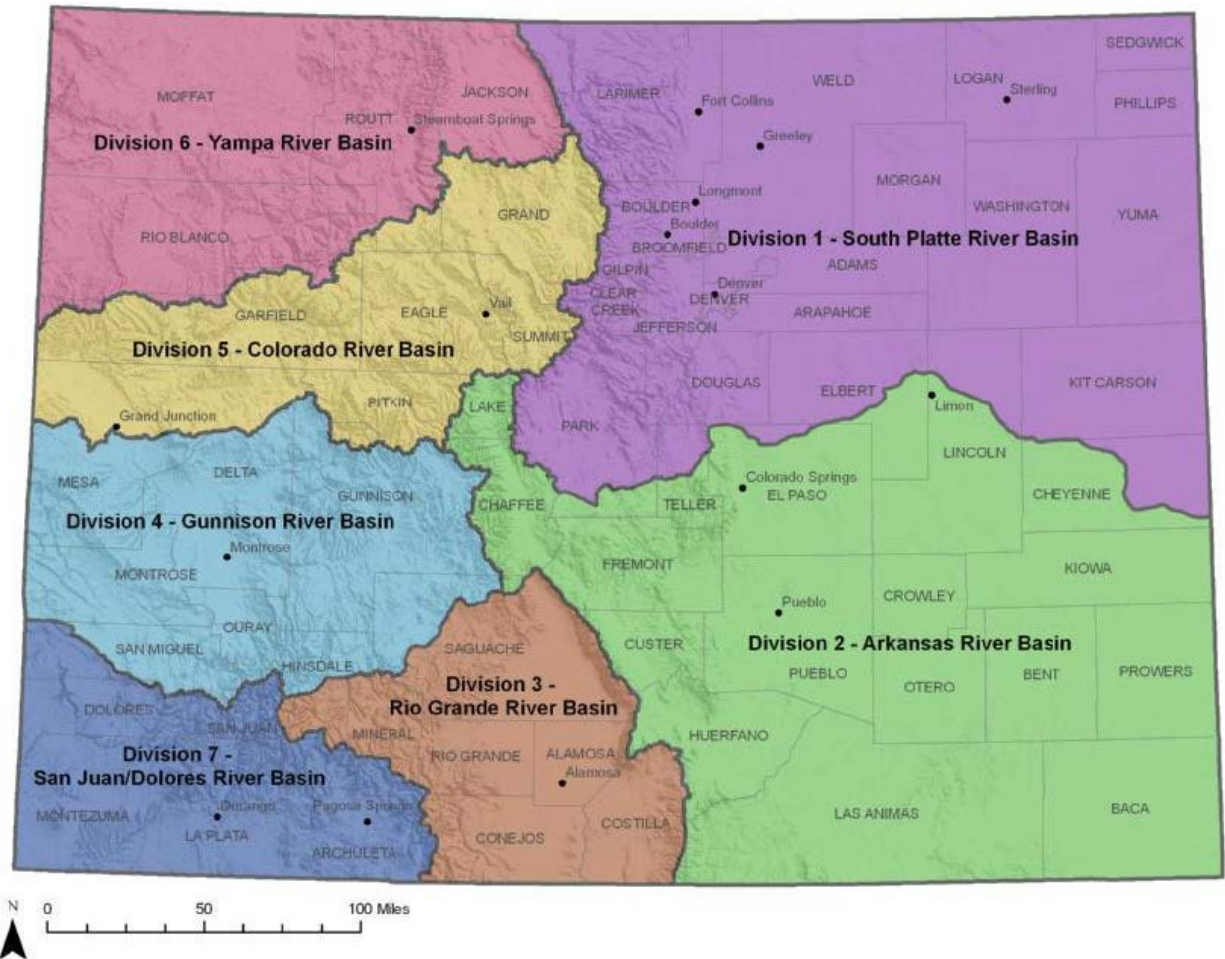 SEDGWICK
LOGAN
WELD
Sterling
JACKSON
LARIMER
MOFFAT
Fort Collins
PHILLIPS
ROUTT
Steamboat Springs
Division 6 - Yampa River Basin
Greeley
MORGAN
Longmont
BOULDER
WASHINGTON
YUMA
GRAND
Boulder
RIO BLANCO
Division 1 - South Platte River Basin
BROOMFIELD
ADAMS
GILPIN
Denver
CLEAR
CREEK
DENVER
Vail
EAGLE
GARFIELD
ARAPAHOE
JEFFERSON
SUMMIT
Division 5 - Colorado River Basin
DOUGLAS
ELBERT
KIT CARSON
PITKIN
LAKE
Limon
Grand Junction
PARK
LINCOLN
DELTA
MESA
Colorado Springs
EL PASO
GUNNISON
CHEYENNE
CHAFFEE
TELLER
Division 4 - Gunnison River Basin
Montrose
FREMONT
KIOWA
MONTROSE
CROWLEY
Pueblo
OURAY
Division 2 - Arkansas River Basin
CUSTER
SAN MIGUEL
SAGUACHE
HINSDALE
PUEBLO
BENT
PROWERS
OTERO
Division 3 -
Rio Grande River Basin
DOLORES
SAN JUAN
MINERAL
HUERFANO
Division 7 -
San Juan/Dolores River Basin
RIO GRANDE
ALAMOSA
Alamosa
Durango
Pagosa Springs
MONTEZUMA
LA PLATA
COSTILLA
LAS ANIMAS
BACA
CONEJOS
ARCHULETA
N
0 50 100 Miles